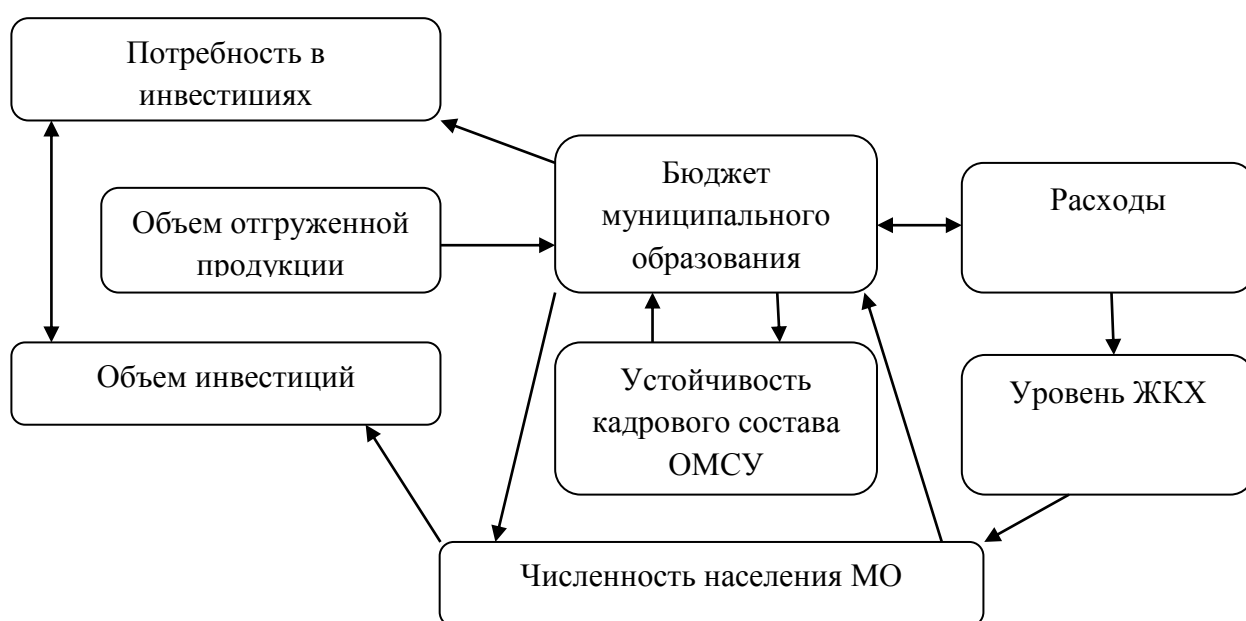 Потребность в
инвестициях
Объем отгруженной
продукции
Объем инвестиций
Бюджет
муниципального
образования
Устойчивость
кадрового состава
ОМСУ
Расходы
Уровень ЖКХ
Численность населения МО